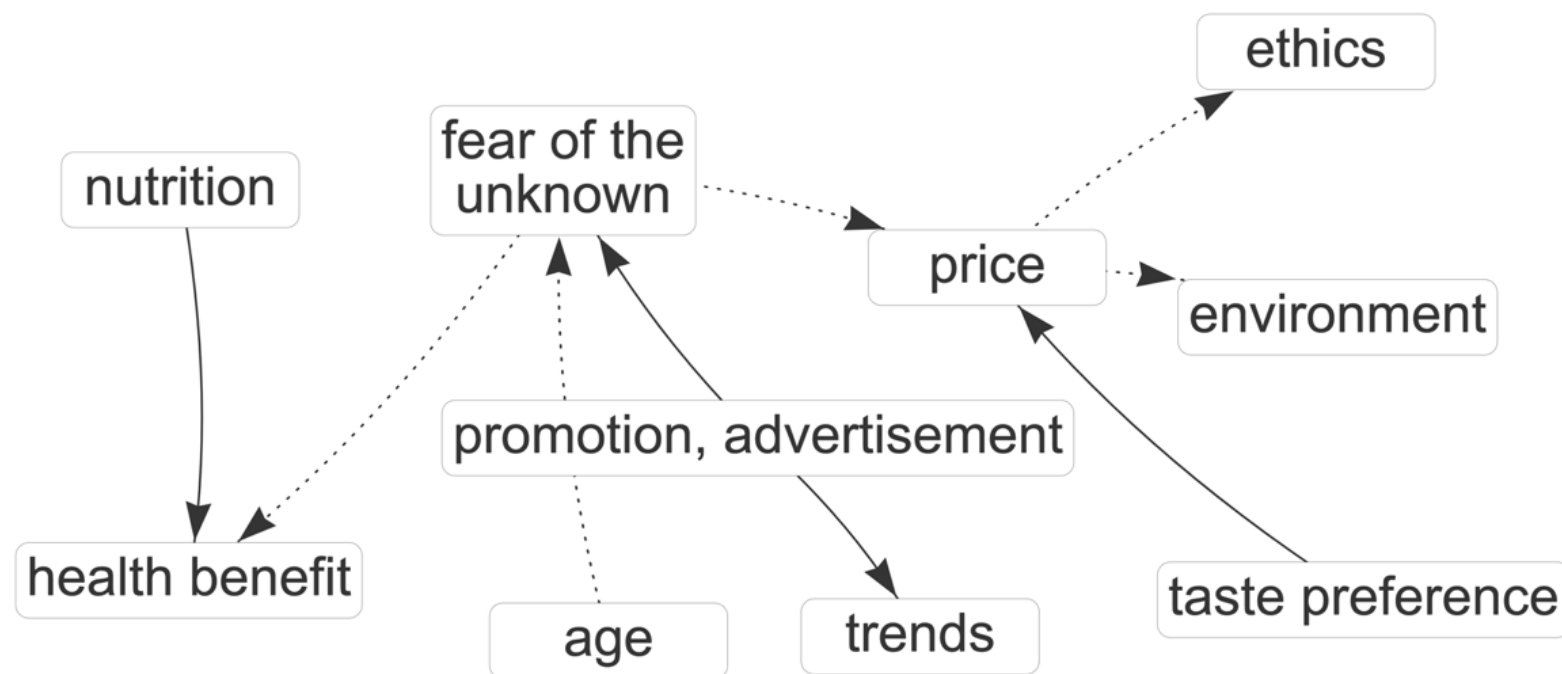 ethics
fear of the
unknown
nutrition
price
environment
promotion, advertisement
health benefit
taste preference
age
trends